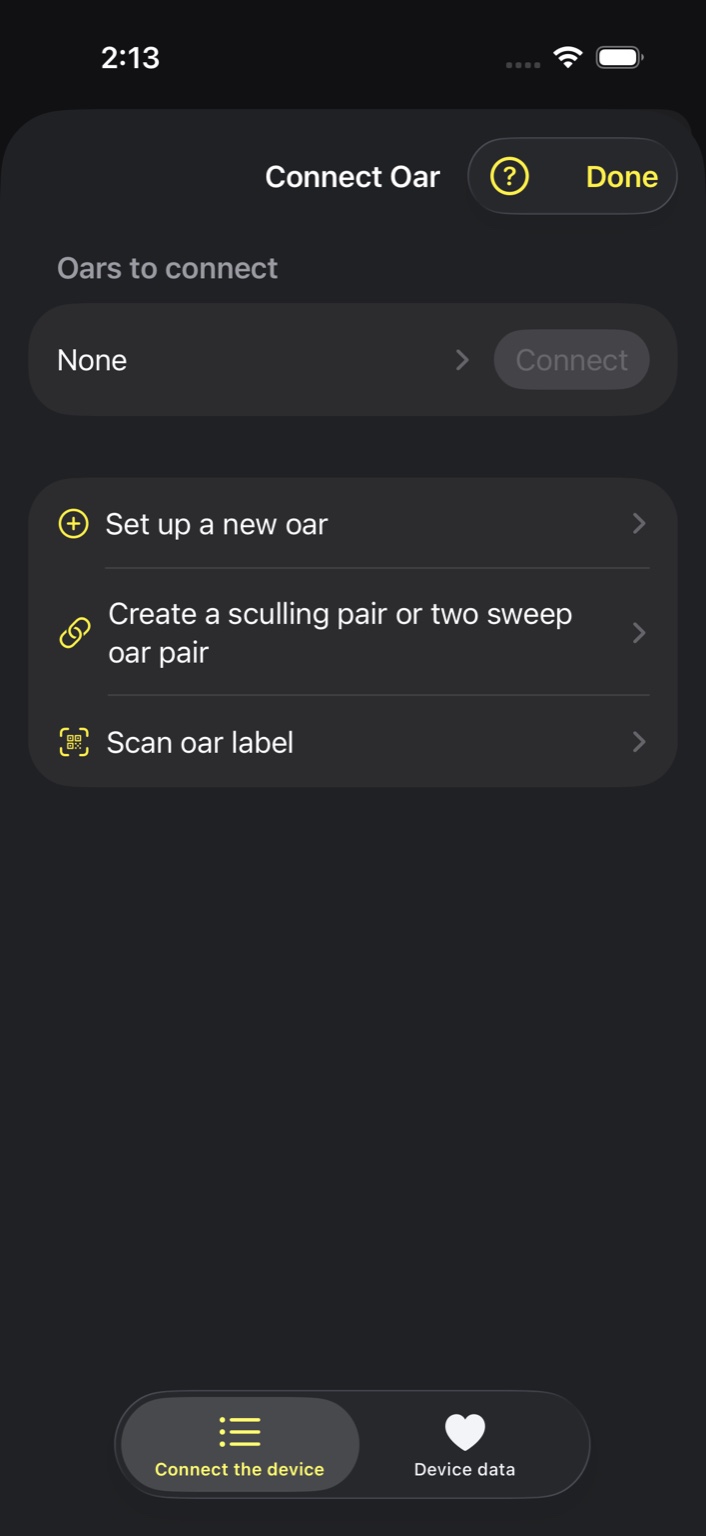 2:13
Connect Oar
?
Done
Oars to connect
None
Connect
Set up a new oar
Create a sculling pair or two sweep
oar pair
Scan oar label
Connect the device
Device data